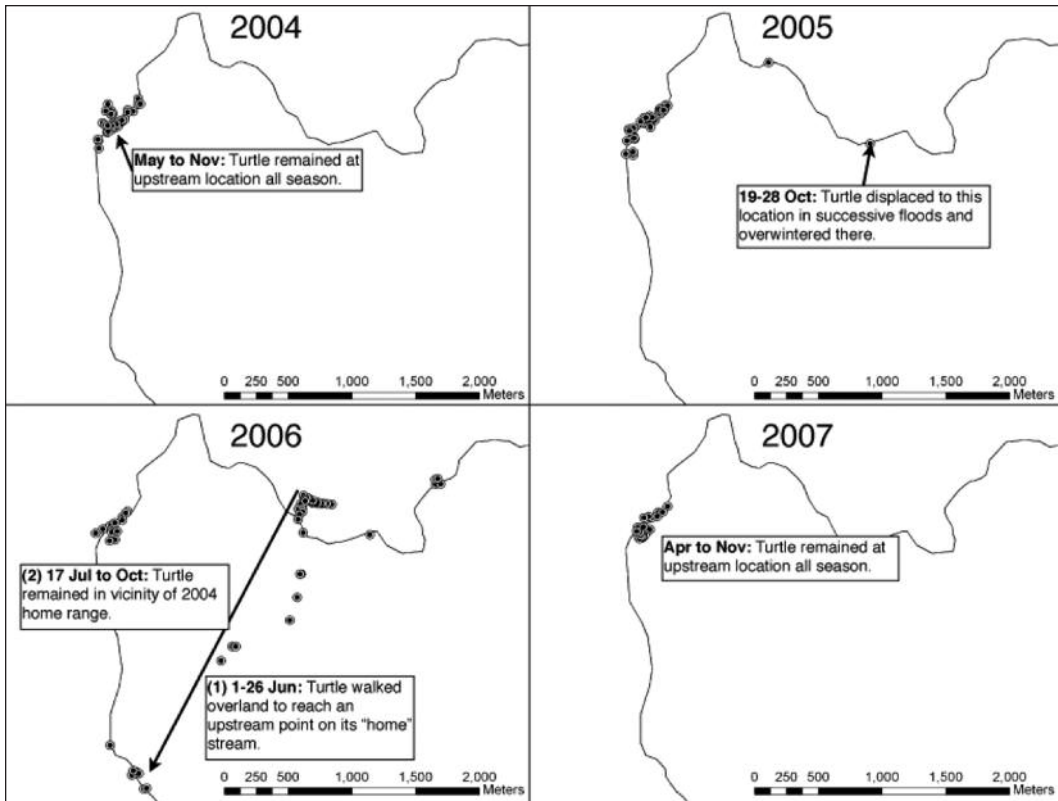 2004
May to Nov: Turtle remained at
upstream location all season.
0 250 500 1,000 1,500 2,000
Meters
2005
19-28 Oct: Turtle displaced to this
location in successive floods and
overwintered there.
0 250 500 1,000 1,500 2,000
Meters
2006
(2) 17 Jul to Oct: Turtle
remained in vicinity of 2004
home range.
(1) 1-26 Jun: Turtle walked
overland to reach an
upstream point on its “home”
stream.
0 250 500 1,000 1,500 2,000
Meters
2007
Apr to Nov: Turtle remained at
upstream location all season.
0 250 500 1,000 1,500 2,000
Meters